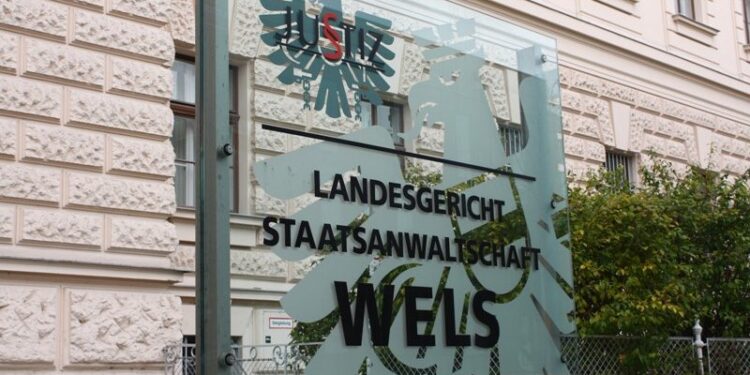 JUSTIZ
LANDESGERICHT
STAATSANWALTSCHAFT
WELS